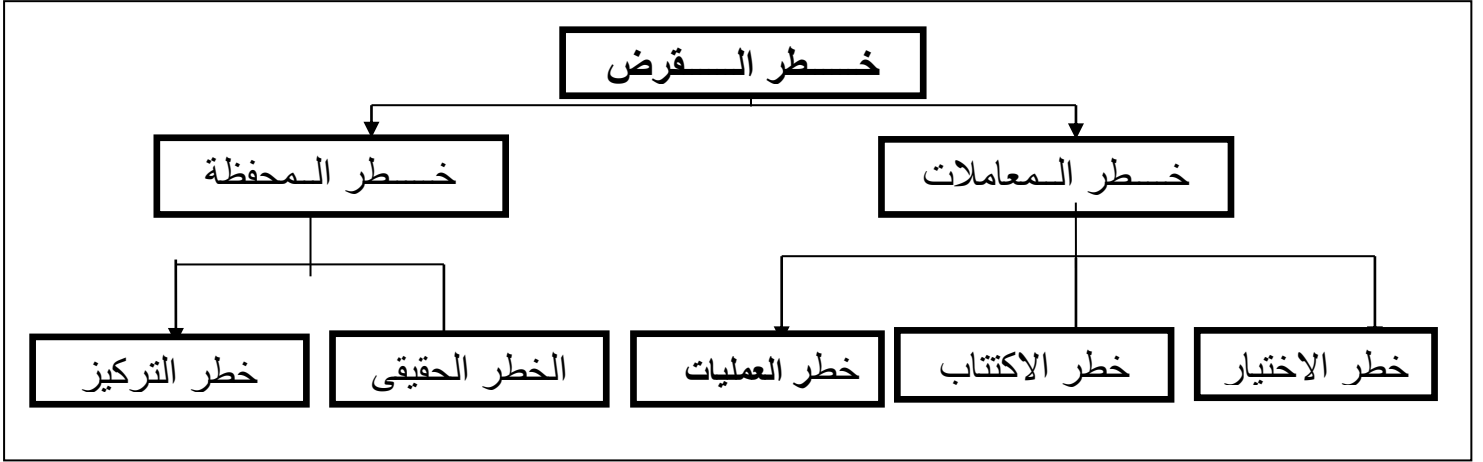 خطر القرض
خطر المعاملات
خطر المحفظة
خطر الاختيار
خطر الاكتتاب
خطر العمليات
الخطر الحقيقى
خطر التركيز